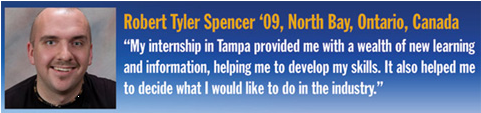 Robert Tyler Spencer ‘09, North Bay, Ontario, Canada
“My internship in Tampa provided me with a wealth of new learning
and information, helping me to develop my skills. It also helped me
to decide what I would like to do in the industry.”